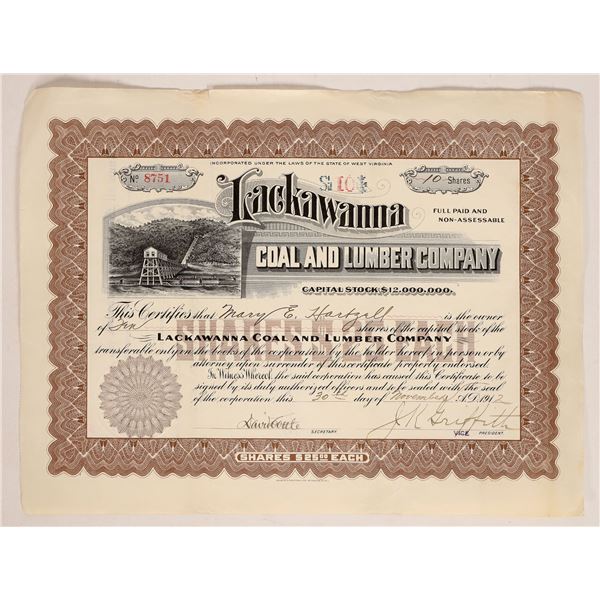 INCORPORATED UNDER THE LAWS OF THE STATE OF WEST VIRGINIA
No 8751
10 Shares
Lackawanna
FULL PAID AND
NON-ASSESSABLE
COAL AND LUMBER COMPANY
CAPITAL STOCK $12,000,000.
This Certifies that Mary E. Hartzell is the owner
of Ten shares of the capital stock of the
LACKAWANNA COAL AND LUMBER COMPANY
transferable only on the books of the corporation by the holder hereof in person or by
attorney upon surrender of this certificate properly endorsed.
In Witness Whereof, the said corporation has caused this Certificate to be
signed by its duly authorized officers and to be sealed with the seal
of the corporation this 30th day of November A.D. 1912
J. R. Griffith
SECRETARY.
VICE PRESIDENT.
SHARES $25.00 EACH